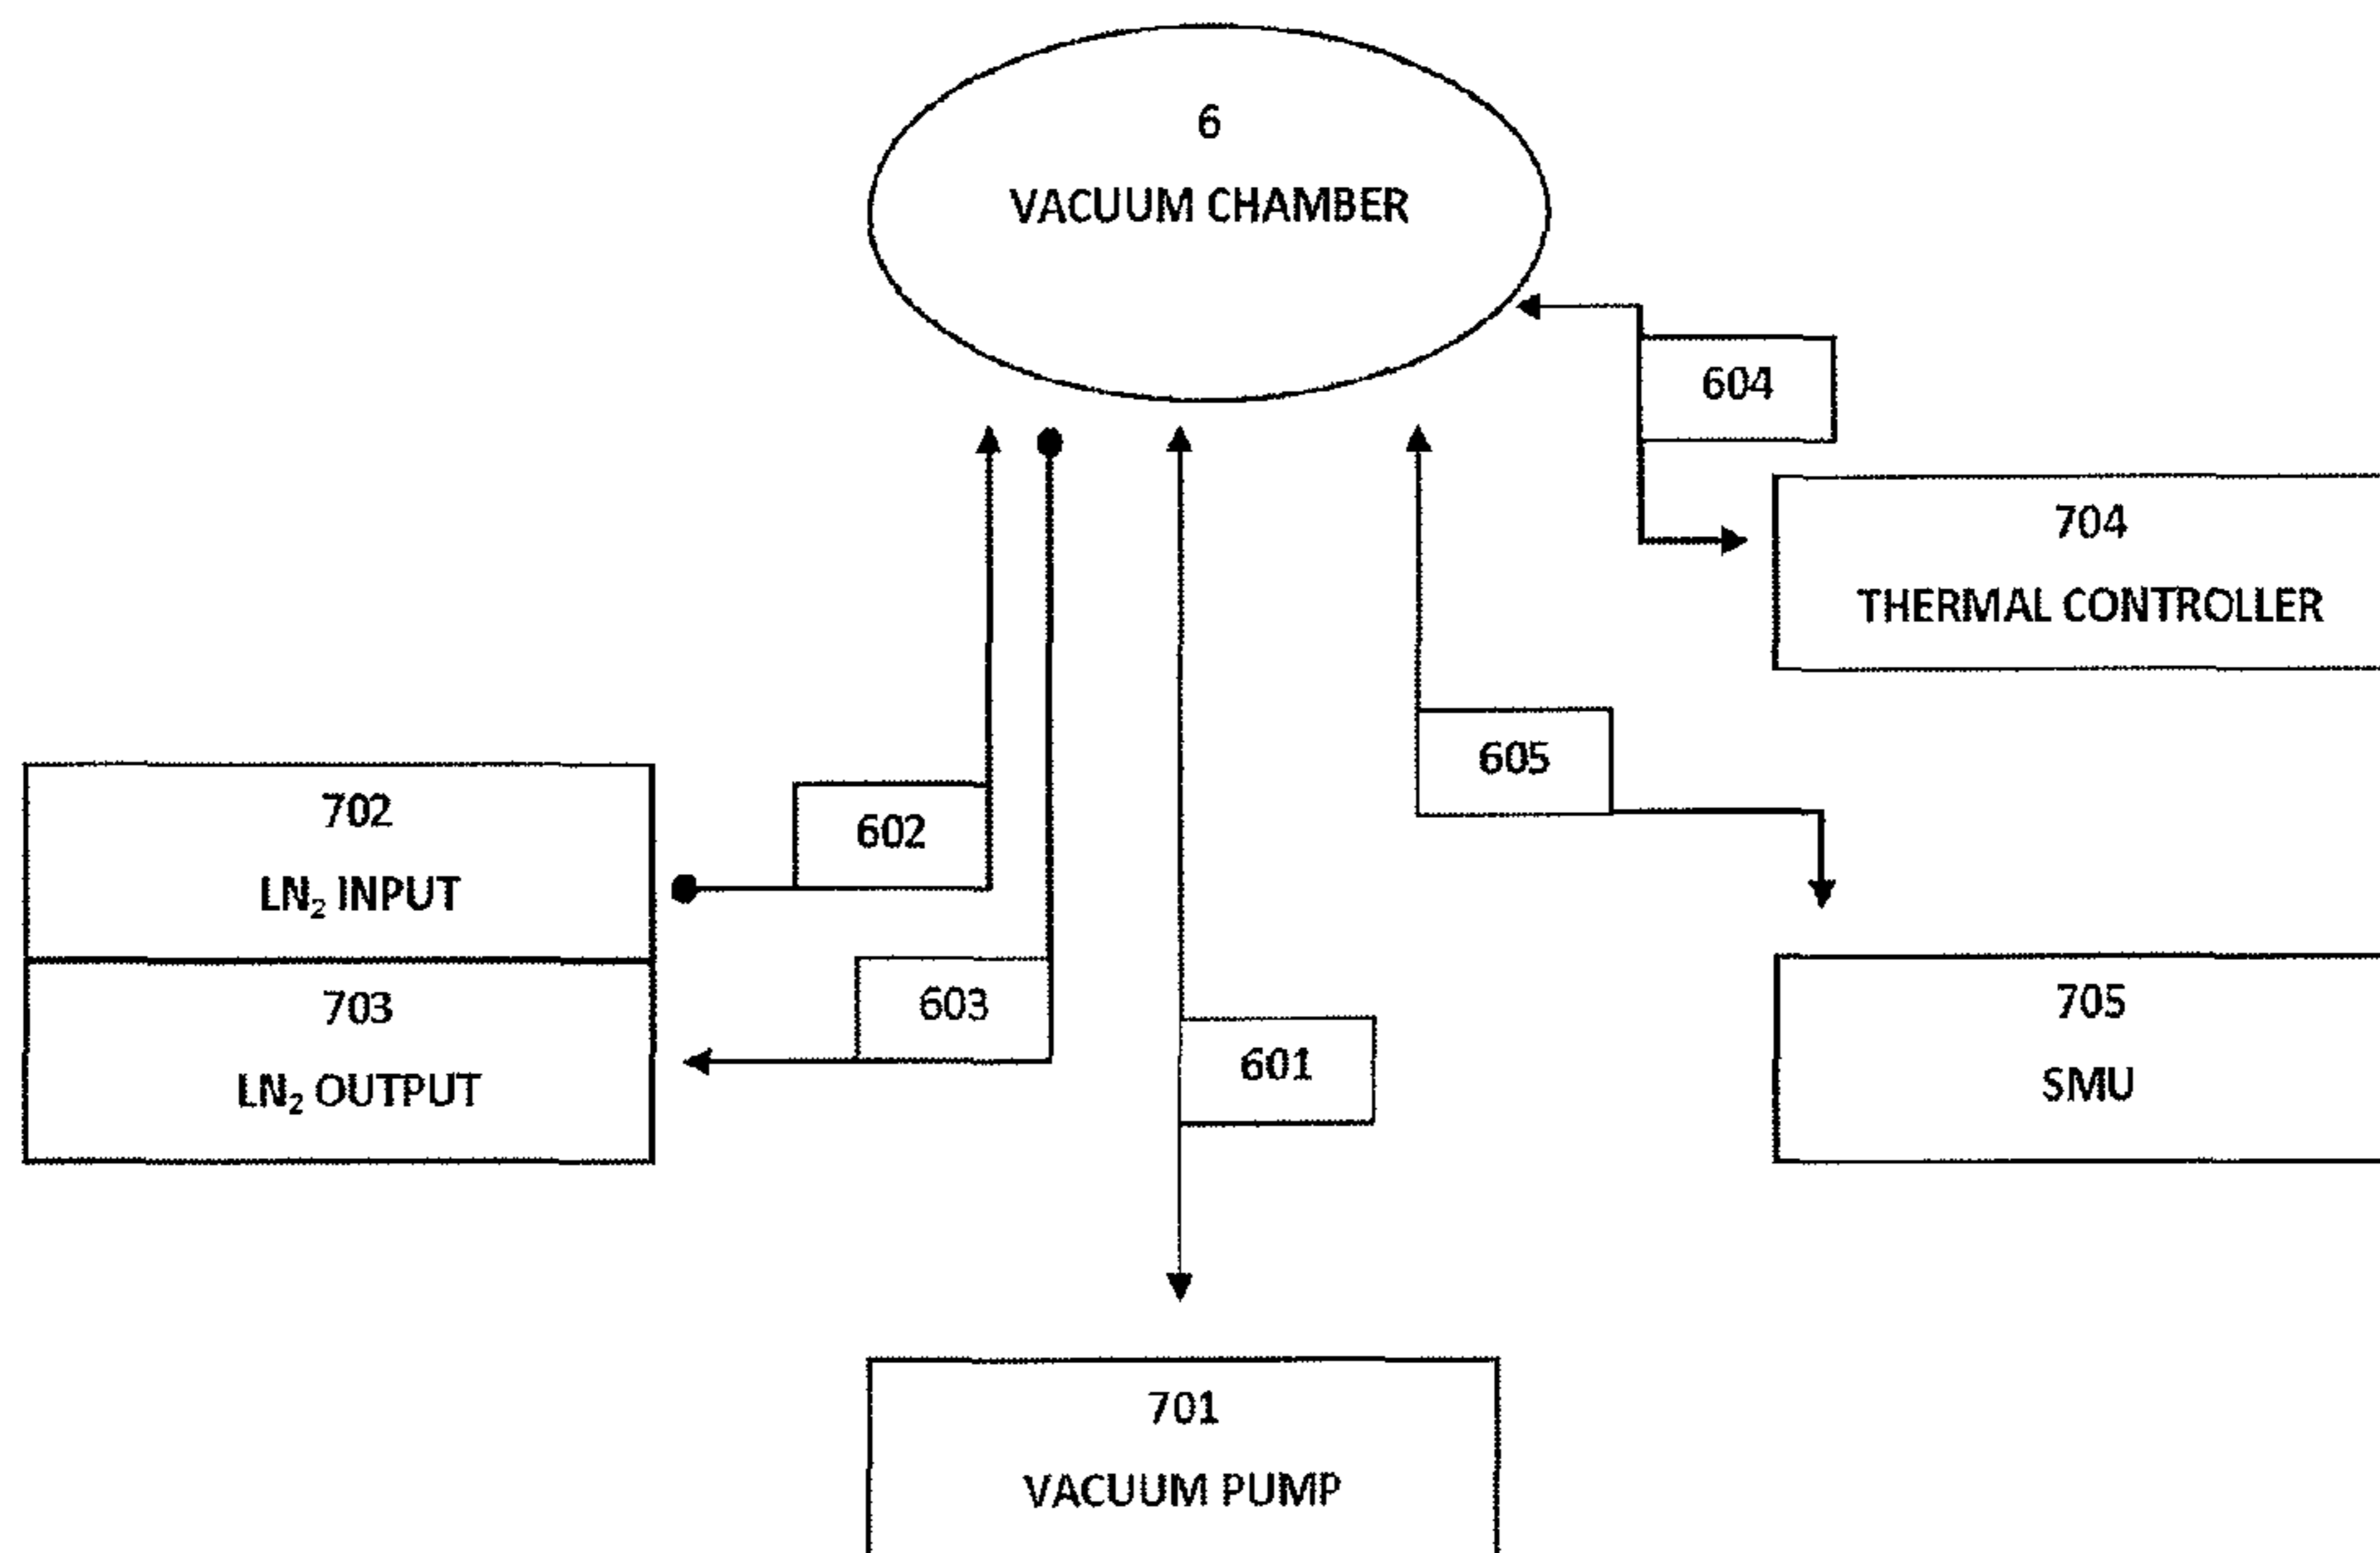 6
VACUUM CHAMBER
604
704
THERMAL CONTROLLER
605
702
LN₂ INPUT
602
703
LN₂ OUTPUT
603
601
705
SMU
701
VACUUM PUMP